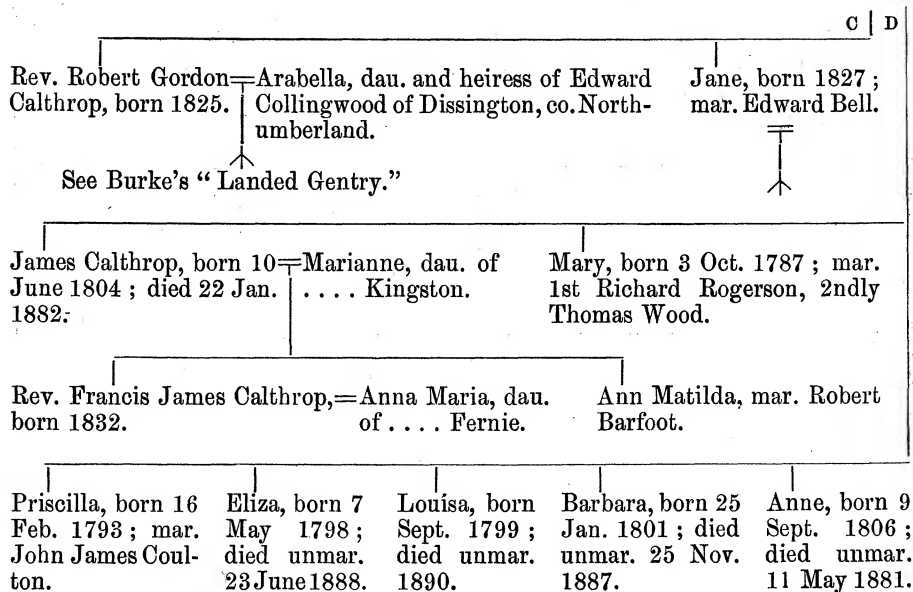 C | D
Rev. Robert Gordon=Arabella, dau. and heiress of Edward
Calthrop, born 1825. Collingwood of Dissington, co. North-
umberland.
Jane, born 1827 ;
mar. Edward Bell.
See Burke's “ Landed Gentry.”
James Calthrop, born 10=Marianne, dau. of
June 1804 ; died 22 Jan. . . . . Kingston.
1882.
Mary, born 3 Oct. 1787 ; mar.
1st Richard Rogerson, 2ndly
Thomas Wood.
Rev. Francis James Calthrop,=Anna Maria, dau.
born 1832. of . . . . Fernie.
Ann Matilda, mar. Robert
Barfoot.
Priscilla, born 16
Feb. 1793 ; mar.
John James Coul-
ton.
Eliza, born 7
May 1798 ;
died unmar.
23 June 1888.
Louisa, born
Sept. 1799 ;
died unmar.
1890.
Barbara, born 25
Jan. 1801 ; died
unmar. 25 Nov.
1887.
Anne, born 9
Sept. 1806 ;
died unmar.
11 May 1881.